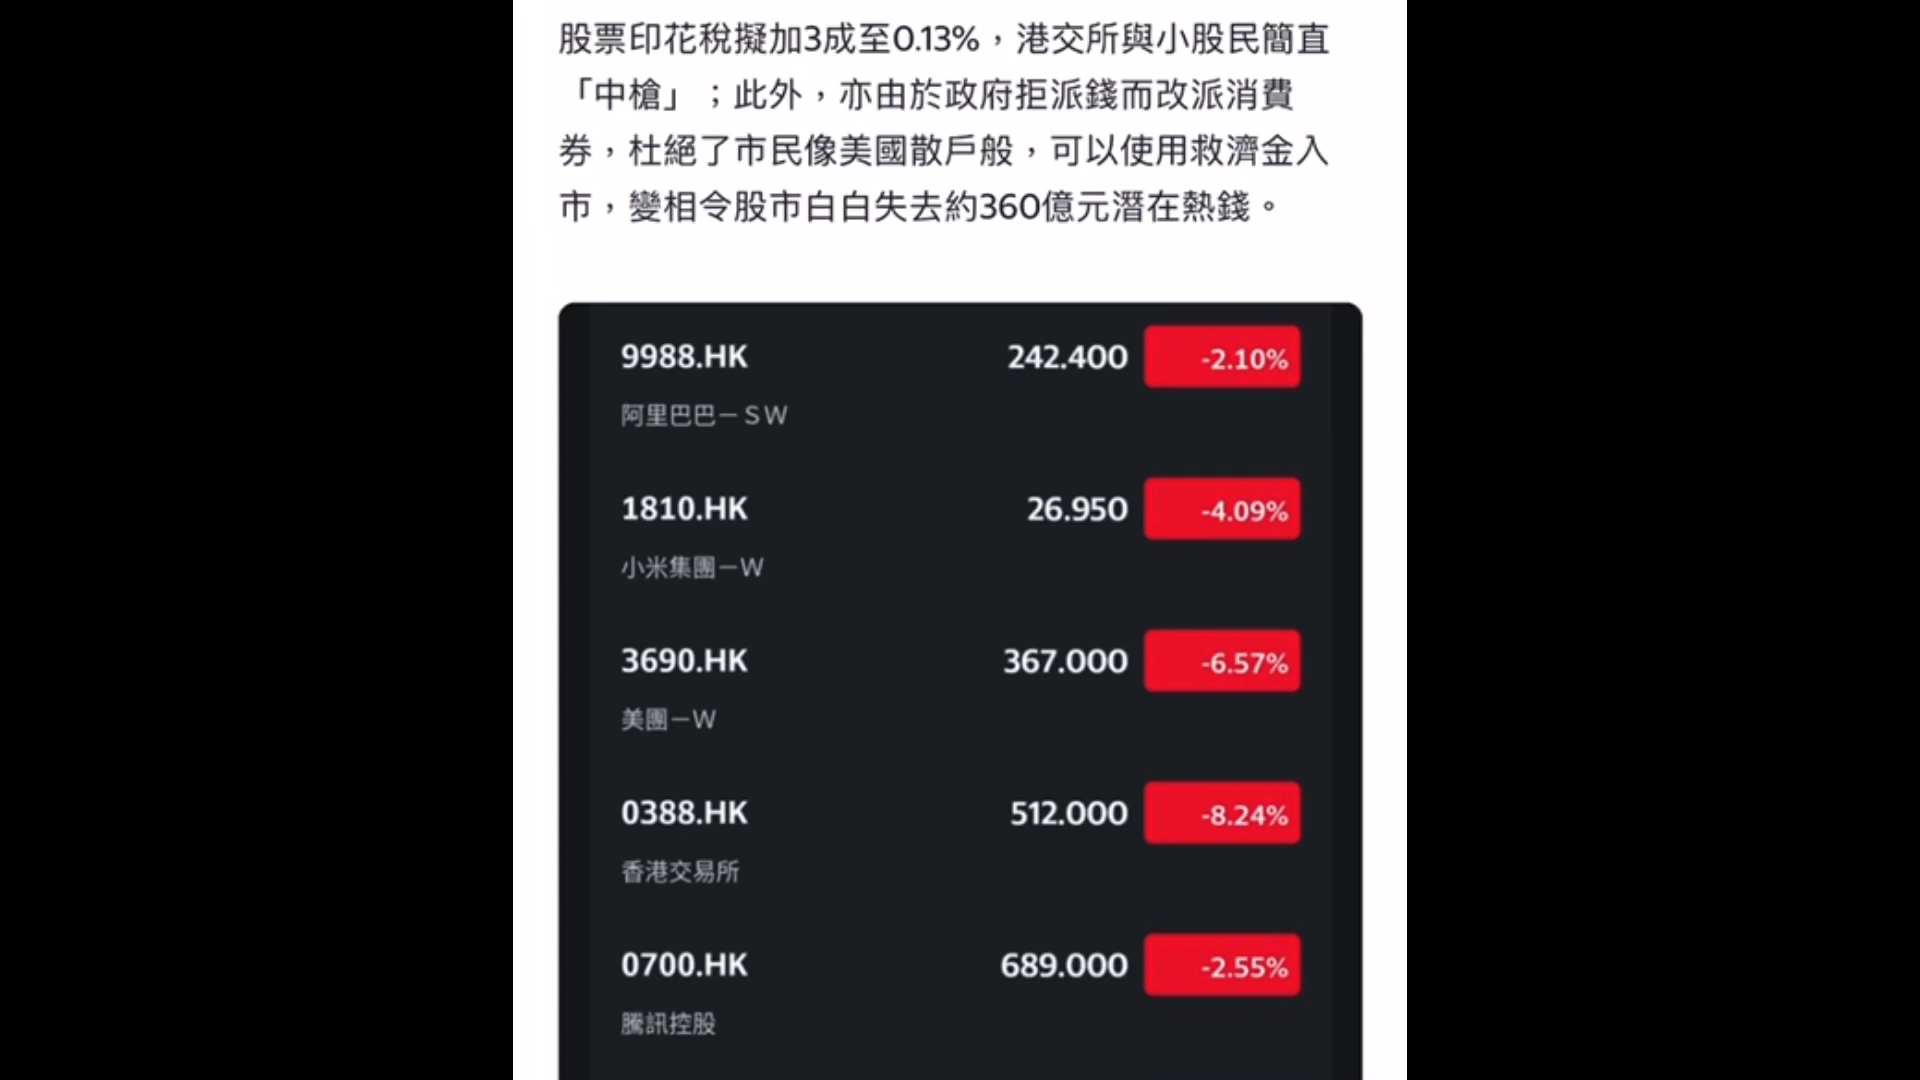 股票印花稅擬加3成至0.13%，港交所與小股民簡直
「中槍」；此外，亦由於政府拒派錢而改派消費
券，杜絕了市民像美國散戶般，可以使用救濟金入
市，變相令股市白白失去約360億元潛在熱錢。
9988.HK 242.400 -2.10%
阿里巴巴－ＳＷ
1810.HK 26.950 -4.09%
小米集團－Ｗ
3690.HK 367.000 -6.57%
美團－Ｗ
0388.HK 512.000 -8.24%
香港交易所
0700.HK 689.000 -2.55%
騰訊控股